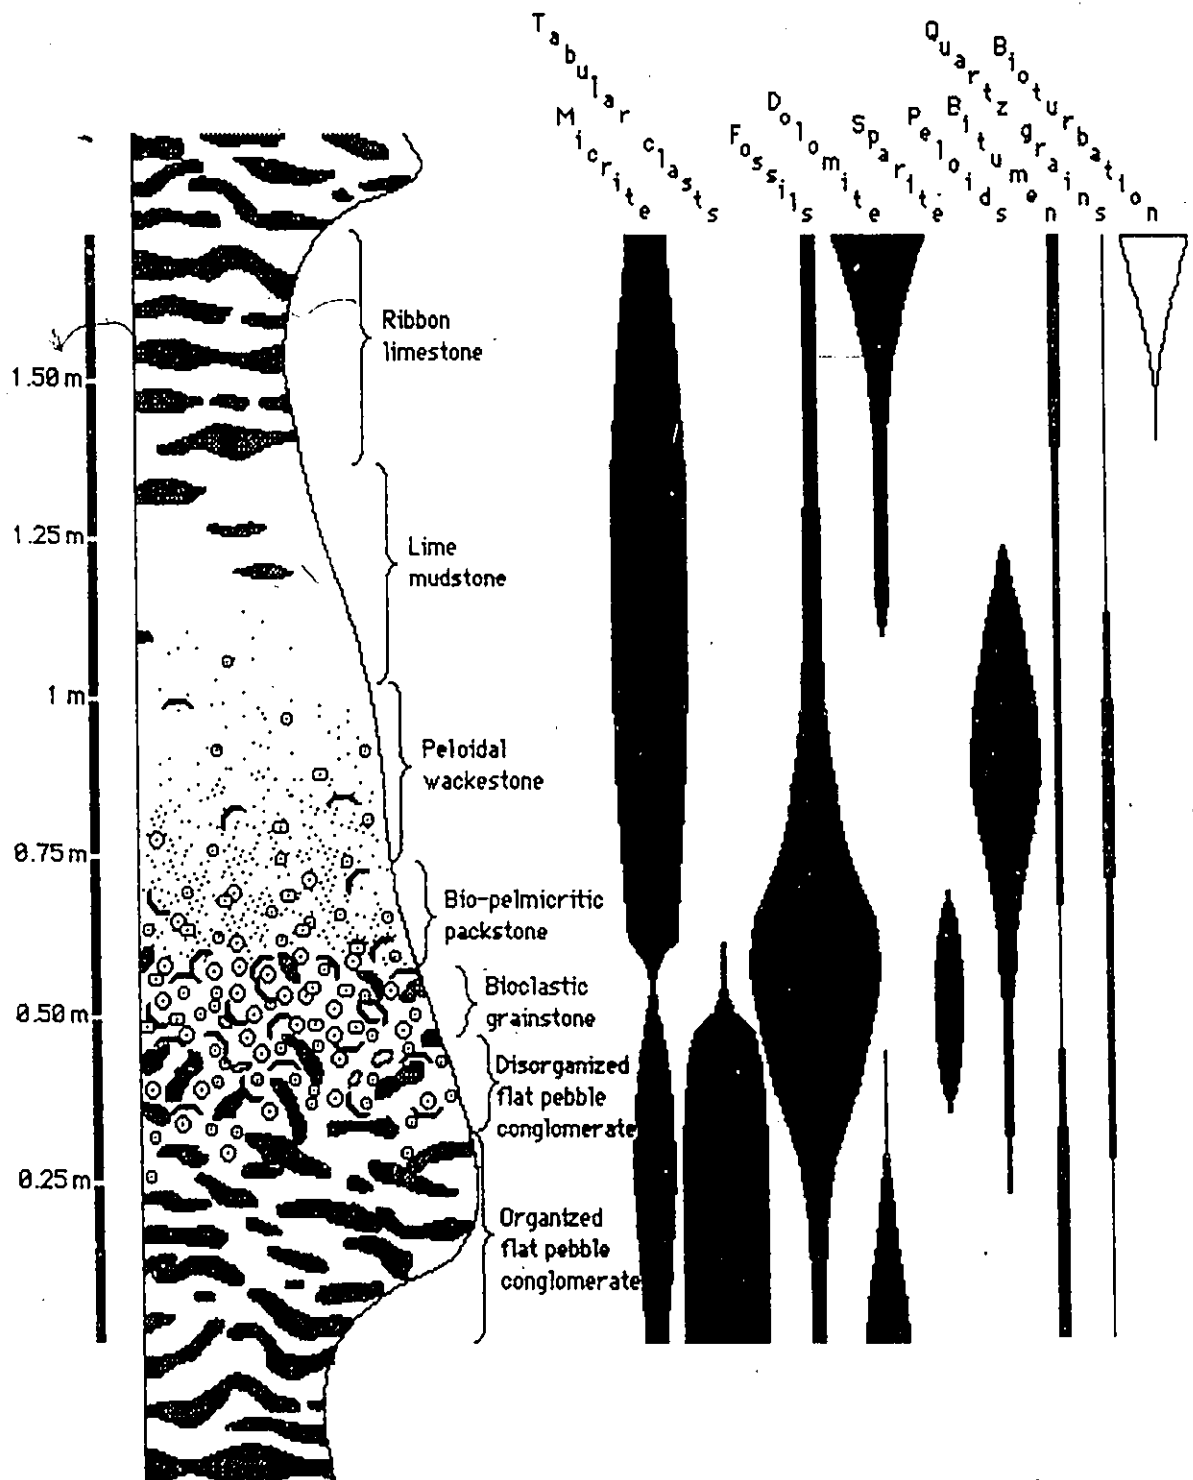 Tabular clasts
Micrite
Fossils
Dolomite
Sparite
Peloids
Bitumen
Quartz grains
Bioturbation
Ribbon
limestone
1.50 m
1.25 m
Lime
mudstone
1 m
Peloidal
wackestone
0.75 m
Bio-pelmicritic
packstone
0.50 m
Bioclastic
grainstone
Disorganized
flat pebble
conglomerate
0.25 m
Organized
flat pebble
conglomerate